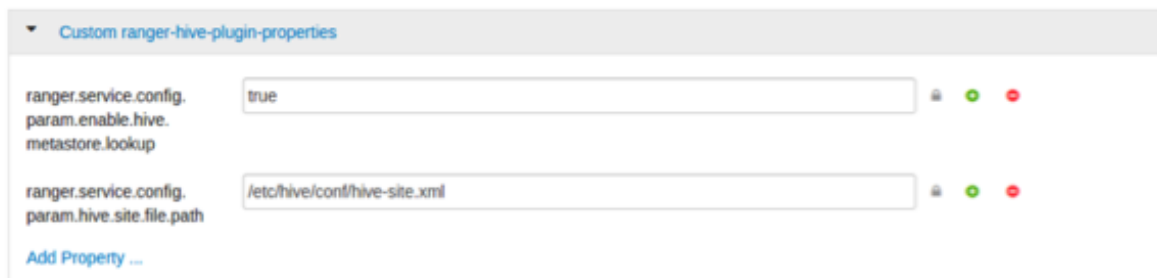 Custom ranger-hive-plugin-properties
ranger.service.config.
param.enable.hive.
metastore.lookup
true
ranger.service.config.
param.hive.site.file.path
/etc/hive/conf/hive-site.xml
Add Property ...